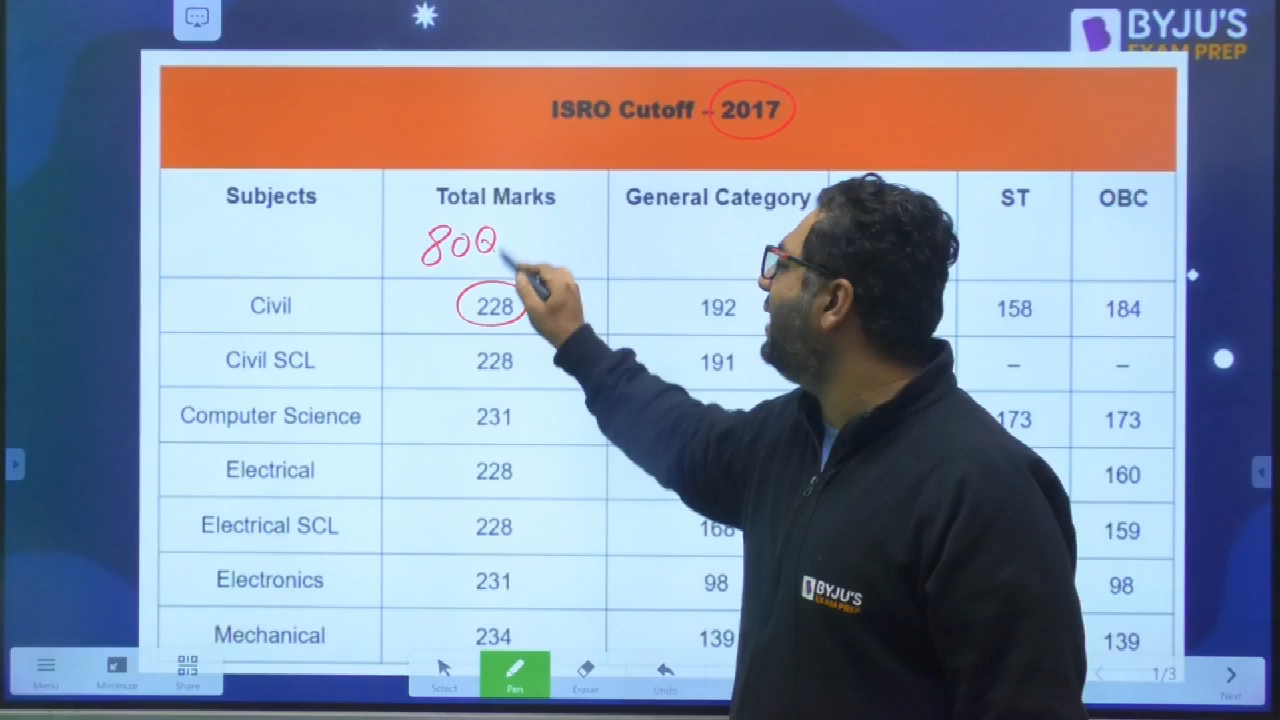 BYJU'S
EXAM PREP
ISRO Cutoff – 2017
Subjects Total Marks General Category ST OBC
80Q
Civil 228 192 158 184
Civil SCL 228 191 – –
Computer Science 231 173 173
Electrical 228 160
Electrical SCL 228 168 159
Electronics 231 98 98
Mechanical 234 139 139
BYJU'S
EXAM PREP
Menu Minimize Share Select Pen Eraser Undo 1/3 Next